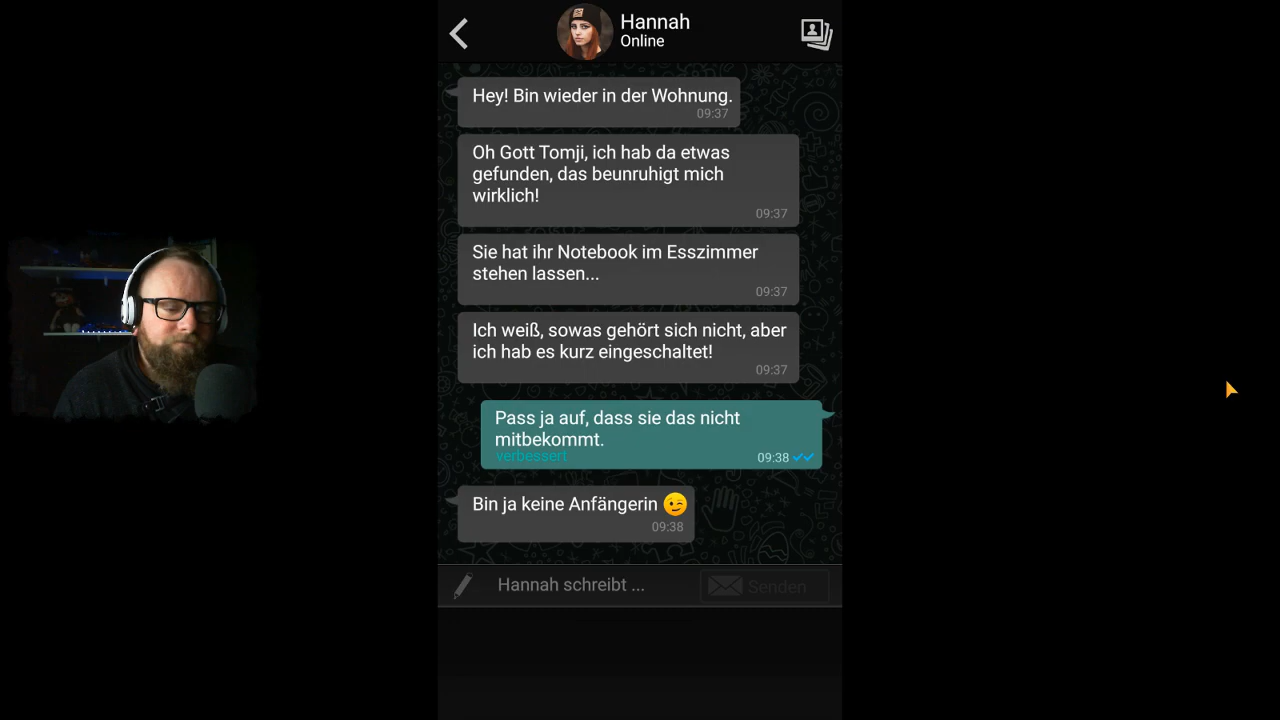 Hannah
Online
Hey! Bin wieder in der Wohnung.
09:37
Oh Gott Tomji, ich hab da etwas
gefunden, das beunruhigt mich
wirklich!
09:37
Sie hat ihr Notebook im Esszimmer
stehen lassen...
09:37
Ich weiß, sowas gehört sich nicht, aber
ich hab es kurz eingeschaltet!
09:37
Pass ja auf, dass sie das nicht
mitbekommt.
verbessert 09:38
Bin ja keine Anfängerin 😉
09:38
Hannah schreibt ... Senden